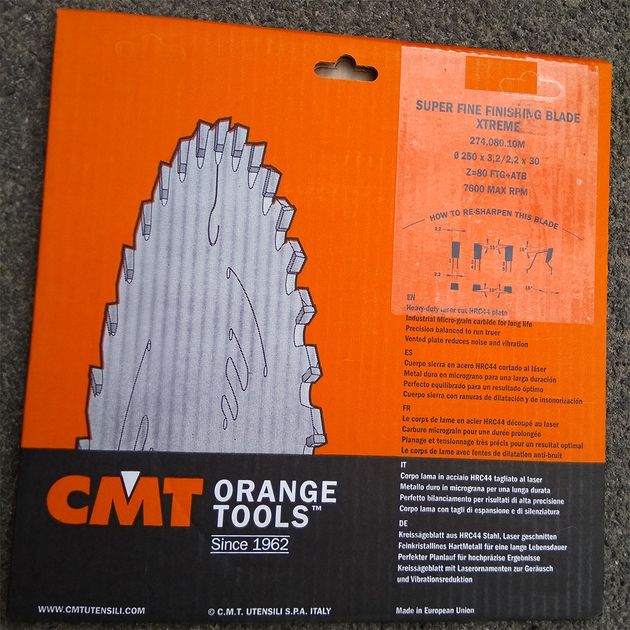 SUPER FINE FINISHING BLADE
XTREME
274.080.10M
Ø 250 x 3,2/2,2 x 30
Z=80 FTG+ATB
7600 MAX RPM
HOW TO RE-SHARPEN THIS BLADE
3,2
2,2
EN
Heavy-duty laser cut HRC44 plate
Industrial Micro-grain carbide for long life
Precision balanced to run truer
Vented plate reduces noise and vibration
ES
Cuerpo sierra en acero HRC44 cortado al láser
Metal duro en micrograno para una larga duración
Perfecto equilibrado para un resultado óptimo
Cuerpo sierra con ranuras de dilatación y de insonorización
FR
Le corps de lame en acier HRC44 découpé au laser
Carbure micrograin pour une durée prolongée
Planage et tensionnage très précis pour un resultat optimal
Le corps de lame avec fentes de dilatation anti-bruit
IT
Corpo lama in acciaio HRC44 tagliato al laser
Metallo duro in micrograna per una lunga durata
Perfetto bilanciamento per risultati di alta precisione
Corpo lama con tagli di espansione e di silenziatura
DE
Kreissägeblatt aus HRC44 Stahl, Laser geschnitten
Feinkristallines HartMetall für eine lange Lebensdauer
Perfekter Planlauf für hochpräzise Ergebnisse
Kreissägeblatt mit Laserornamenten zur Geräusch
und Vibrationsreduktion
CMT ORANGE
TOOLS™
Since 1962
WWW.CMTUTENSILI.COM
© C.M.T. UTENSILI S.P.A. ITALY
Made in European Union